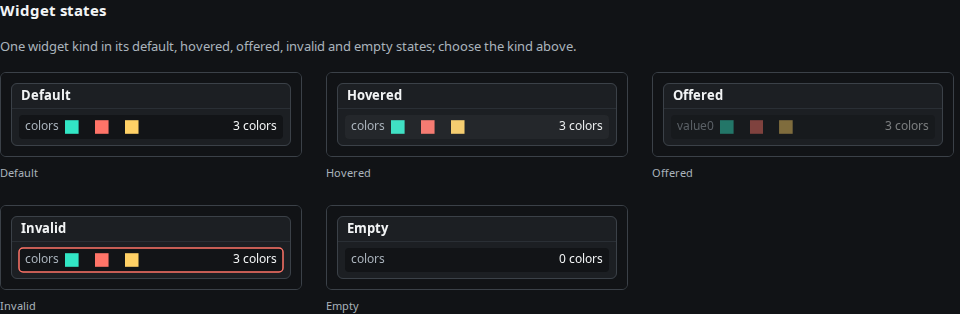 Widget states
One widget kind in its default, hovered, offered, invalid and empty states; choose the kind above.
Default
colors 3 colors
Default
Hovered
colors 3 colors
Hovered
Offered
value0 3 colors
Offered
Invalid
colors 3 colors
Invalid
Empty
colors 0 colors
Empty